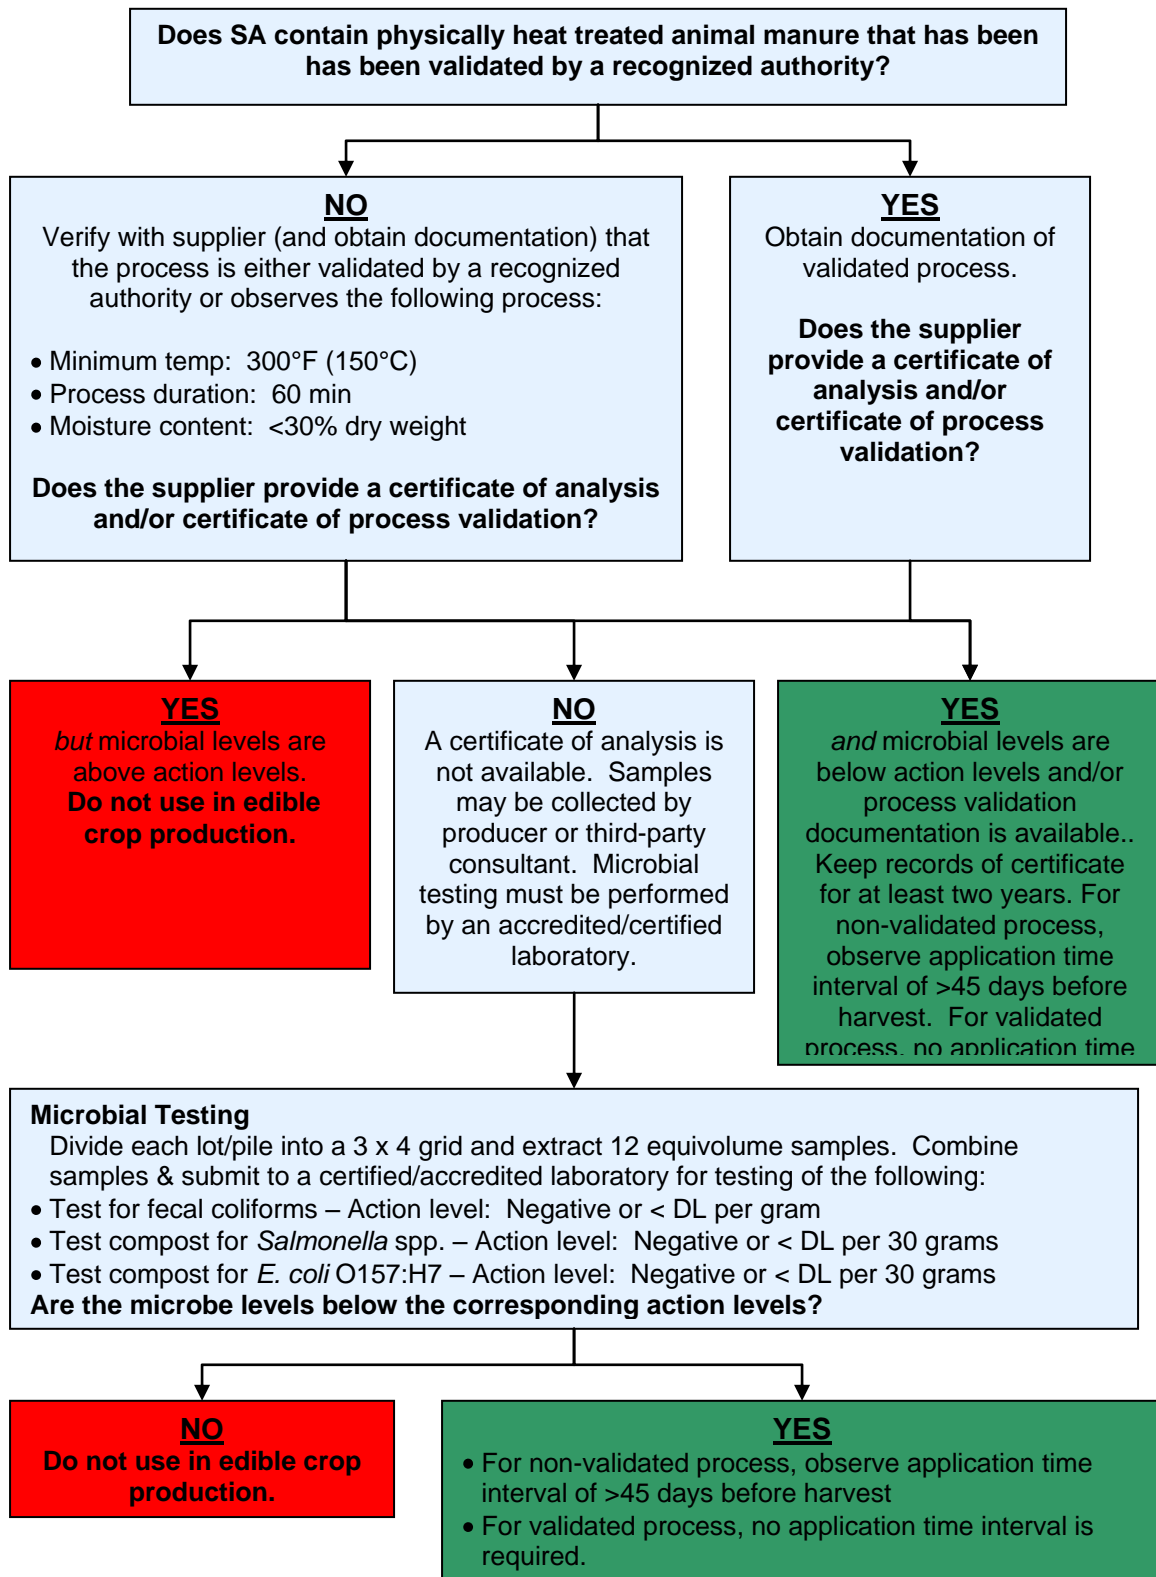 Does SA contain physically heat treated animal manure that has been
has been validated by a recognized authority?
NO
Verify with supplier (and obtain documentation) that
the process is either validated by a recognized
authority or observes the following process:
• Minimum temp:  300°F (150°C)
• Process duration:  60 min
• Moisture content:  <30% dry weight
Does the supplier provide a certificate of analysis
and/or certificate of process validation?
YES
Obtain documentation of
validated process.
Does the supplier
provide a certificate of
analysis and/or
certificate of process
validation?
YES
but microbial levels are
above action levels.
Do not use in edible
crop production.
NO
A certificate of analysis is
not available.  Samples
may be collected by
producer or third-party
consultant.  Microbial
testing must be performed
by an accredited/certified
laboratory.
YES
and microbial levels are
below action levels and/or
process validation
documentation is available..
Keep records of certificate
for at least two years. For
non-validated process,
observe application time
interval of >45 days before
harvest.  For validated
process, no application time
Microbial Testing
Divide each lot/pile into a 3 x 4 grid and extract 12 equivolume samples.  Combine
samples & submit to a certified/accredited laboratory for testing of the following:
• Test for fecal coliforms – Action level:  Negative or < DL per gram
• Test compost for Salmonella spp. – Action level:  Negative or < DL per 30 grams
• Test compost for E. coli O157:H7 – Action level:  Negative or < DL per 30 grams
Are the microbe levels below the corresponding action levels?
NO
Do not use in edible crop
production.
YES
• For non-validated process, observe application time
interval of >45 days before harvest
• For validated process, no application time interval is
required.